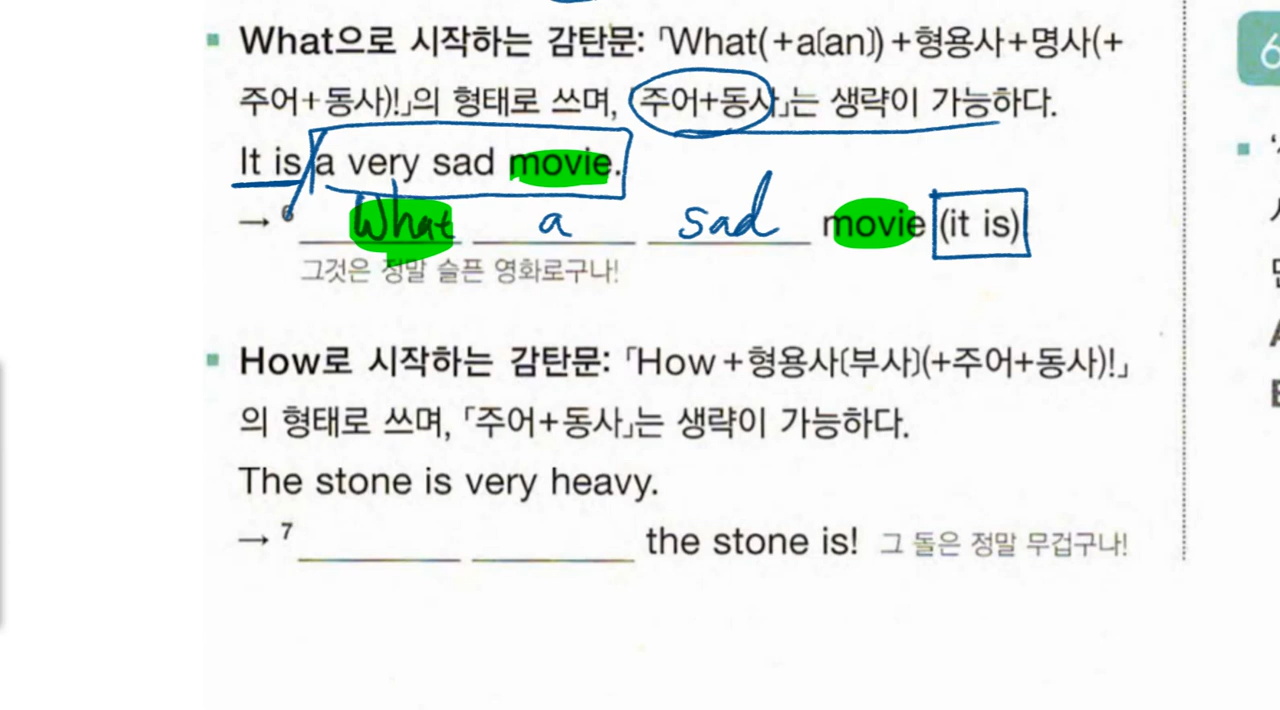 What으로 시작하는 감탄문: 「What(+a(an))+형용사+명사(+
주어+동사)!」의 형태로 쓰며, 「주어+동사」는 생략이 가능하다.
It is a very sad movie.
→ 6 What a sad movie (it is)
그것은 정말 슬픈 영화로구나!
How로 시작하는 감탄문: 「How+형용사(부사)(+주어+동사)!」
의 형태로 쓰며, 「주어+동사」는 생략이 가능하다.
The stone is very heavy.
→ 7 the stone is! 그 돌은 정말 무겁구나!
6